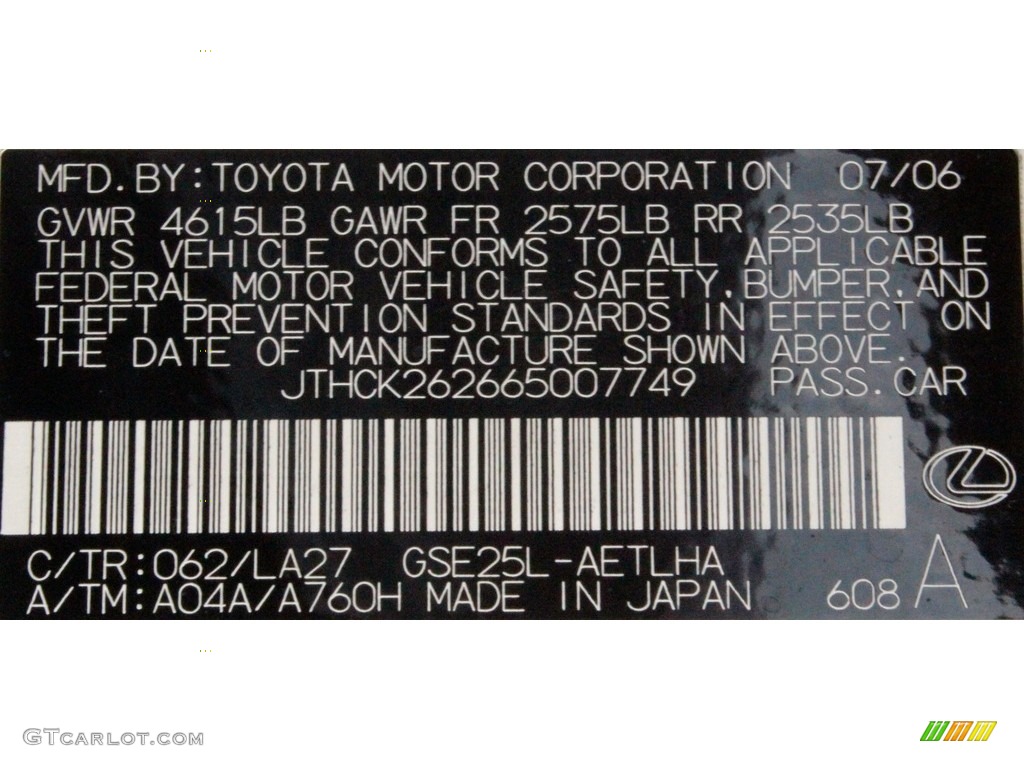 MFD.BY:TOYOTA MOTOR CORPORATION 07/06
GVWR 4615LB GAWR FR 2575LB RR 2535LB
THIS VEHICLE CONFORMS TO ALL APPLICABLE
FEDERAL MOTOR VEHICLE SAFETY,BUMPER,AND
THEFT PREVENTION STANDARDS IN EFFECT ON
THE DATE OF MANUFACTURE SHOWN ABOVE.
JTHCK262665007749 PASS.CAR
C/TR:062/LA27 GSE25L-AETLHA
A/TM:A04A/A760H MADE IN JAPAN 608 A
GTCARLOT.COM